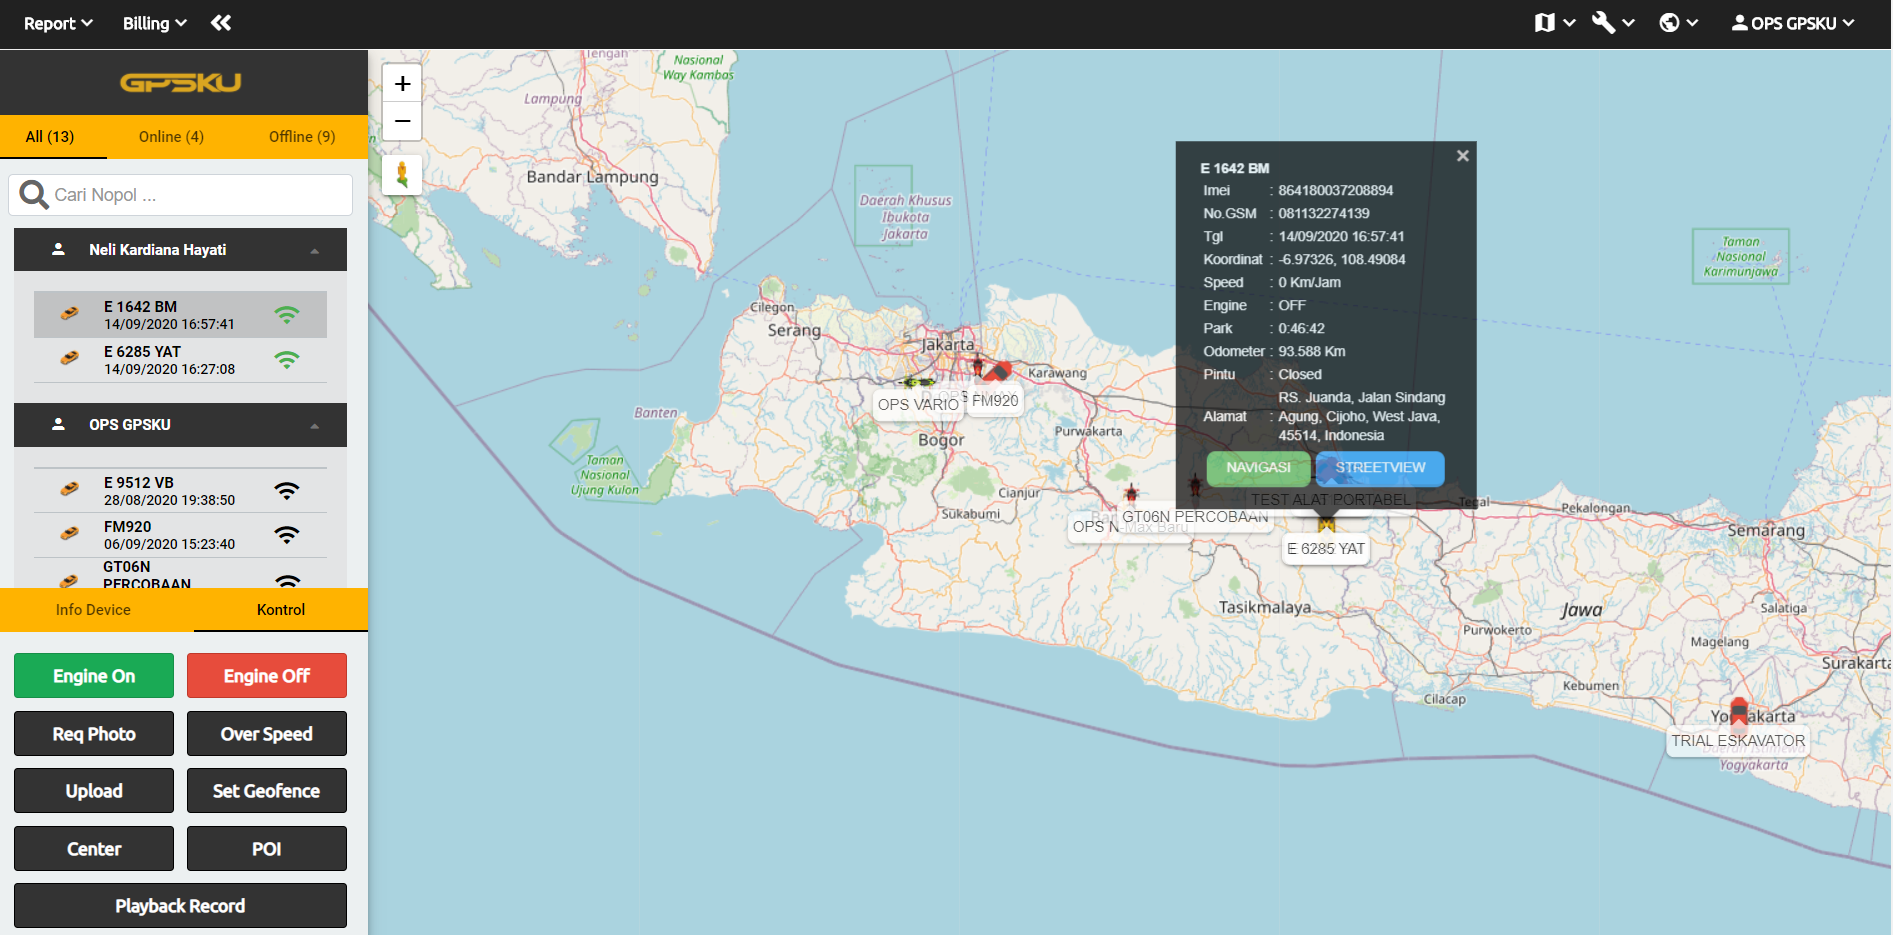 Report
Billing
OPS GPSKU
GPSKU
All (13)
Online (4)
Offline (9)
Cari Nopol ...
Neli Kardiana Hayati
E 1642 BM
14/09/2020 16:57:41
E 6285 YAT
14/09/2020 16:27:08
OPS GPSKU
E 9512 VB
28/08/2020 19:38:50
FM920
06/09/2020 15:23:40
GT06N
PERCOBAAN
Info Device
Kontrol
Engine On
Engine Off
Req Photo
Over Speed
Upload
Set Geofence
Center
POI
Playback Record
+
−
Tengah
Nasional
Way Kambas
Lampung
Bandar Lampung
Daerah Khusus
Ibukota
Jakarta
Taman
Nasional
Karimunjawa
Cilegon
Serang
Jakarta
Karawang
OPS VARIO
FM920
Banten
Bogor
Purwakarta
Taman
Nasional
Ujung Kulon
Cianjur
Sukabumi
OPS N-Max Baru
GT06N PERCOBAAN
E 1642 BM
Imei : 864180037208894
No.GSM : 081132274139
Tgl : 14/09/2020 16:57:41
Koordinat : -6.97326, 108.49084
Speed : 0 Km/Jam
Engine : OFF
Park : 0:46:42
Odometer : 93.588 Km
Pintu : Closed
Alamat : RS. Juanda, Jalan Sindang
Agung, Cijoho, West Java,
45514, Indonesia
NAVIGASI
STREETVIEW
TEST ALAT PORTABEL
E 6285 YAT
Tegal
Pekalongan
Semarang
Tasikmalaya
Jawa
Salatiga
Purwokerto
Magelang
Surakarta
Kebumen
Cilacap
Yogyakarta
TRIAL ESKAVATOR
Daerah Istimewa
Yogyakarta